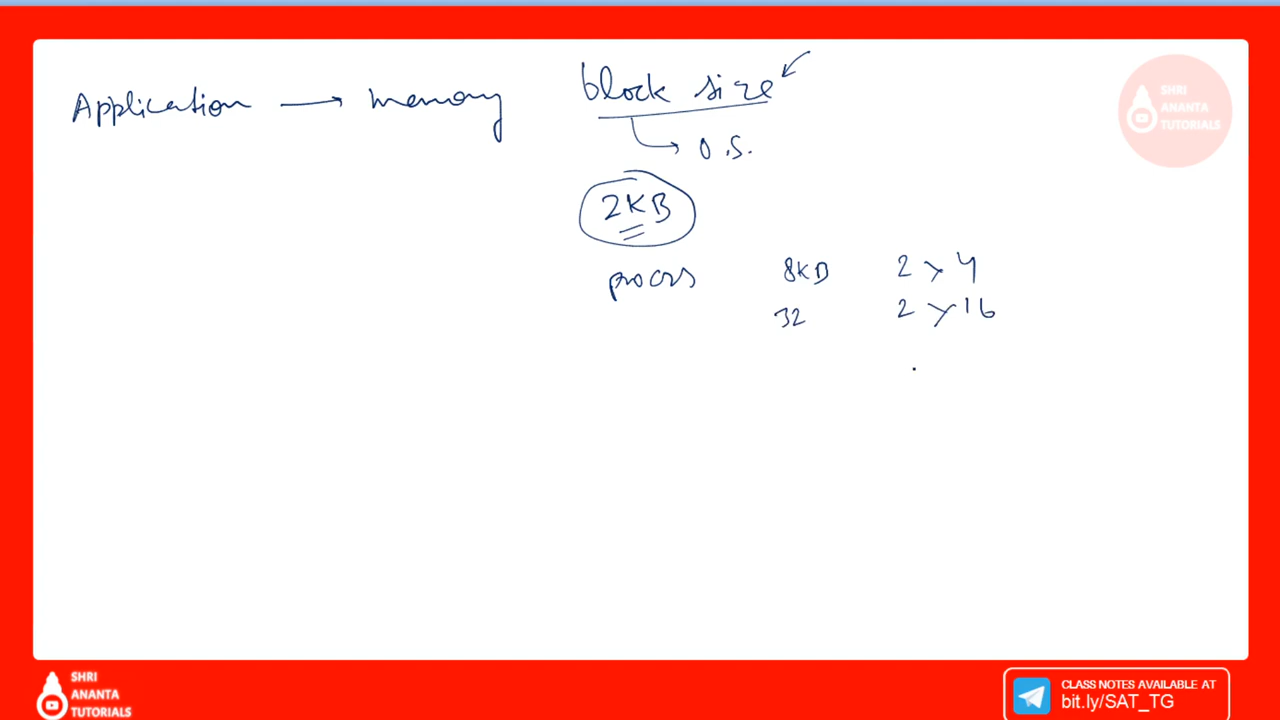 Application → memory block size
→ O.S.
2KB
process 8KB 2 × 4
32 2 × 16
SHRI
ANANTA
TUTORIALS
SHRI
ANANTA
TUTORIALS
CLASS NOTES AVAILABLE AT
bit.ly/SAT_TG